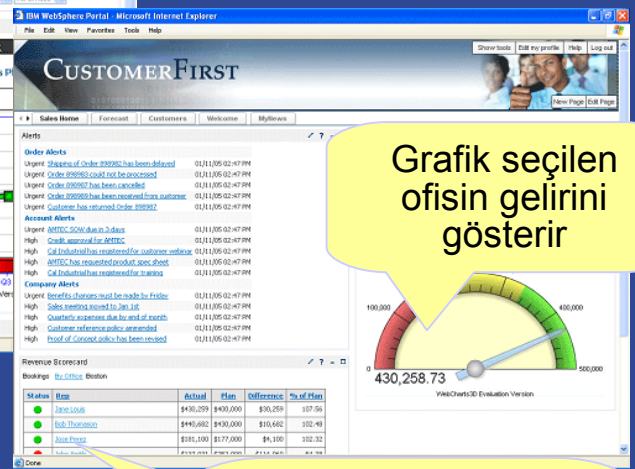 IBM WebSphere Portal - Microsoft Internet Explorer
File Edit View Favorites Tools Help
Show tools Edit my profile Help Log out
CUSTOMERFIRST
New Page Edit Page
Sales Home Forecast Customers Welcome MyNews
Alerts
Order Alerts
Urgent Shipping of Order 898982 has been delayed 01/11/05 02:47 PM
Urgent Order 898983 could not be processed 01/11/05 02:47 PM
Urgent Order 898987 has been cancelled 01/11/05 02:47 PM
Urgent Order 898989 has been received from customer 01/11/05 02:47 PM
Urgent Customer has returned Order 898987 01/11/05 02:47 PM
Account Alerts
Urgent AMTEC SOW due in 3 days 01/11/05 02:47 PM
High Credit approval for AMTEC 01/11/05 02:47 PM
High Cal Industrial has registered for customer webinar 01/11/05 02:47 PM
High AMTEC has requested product spec sheet 01/11/05 02:47 PM
High Cal Industrial has registered for training 01/11/05 02:47 PM
Company Alerts
Urgent Benefits changes must be made by Friday 01/11/05 02:47 PM
High Sales meeting moved to Jan 1st 01/11/05 02:47 PM
High Quarterly expenses due by end of month 01/11/05 02:47 PM
High Customer reference policy ammended 01/11/05 02:47 PM
High Proof of Concept policy has been revised 01/11/05 02:47 PM
Grafik seçilen
ofisin gelirini
gösterir
100,000 400,000
0 500,000
430,258.73
WebCharts3D Evaluation Version
Revenue Scorecard
Bookings By Office Boston
Status Rep Actual Plan Difference % of Plan
Jane Louis $430,259 $400,000 $30,259 107.56
Bob Thomason $440,682 $430,000 $10,682 102.48
Jose Perez $181,100 $177,000 $4,100 102.32
Done